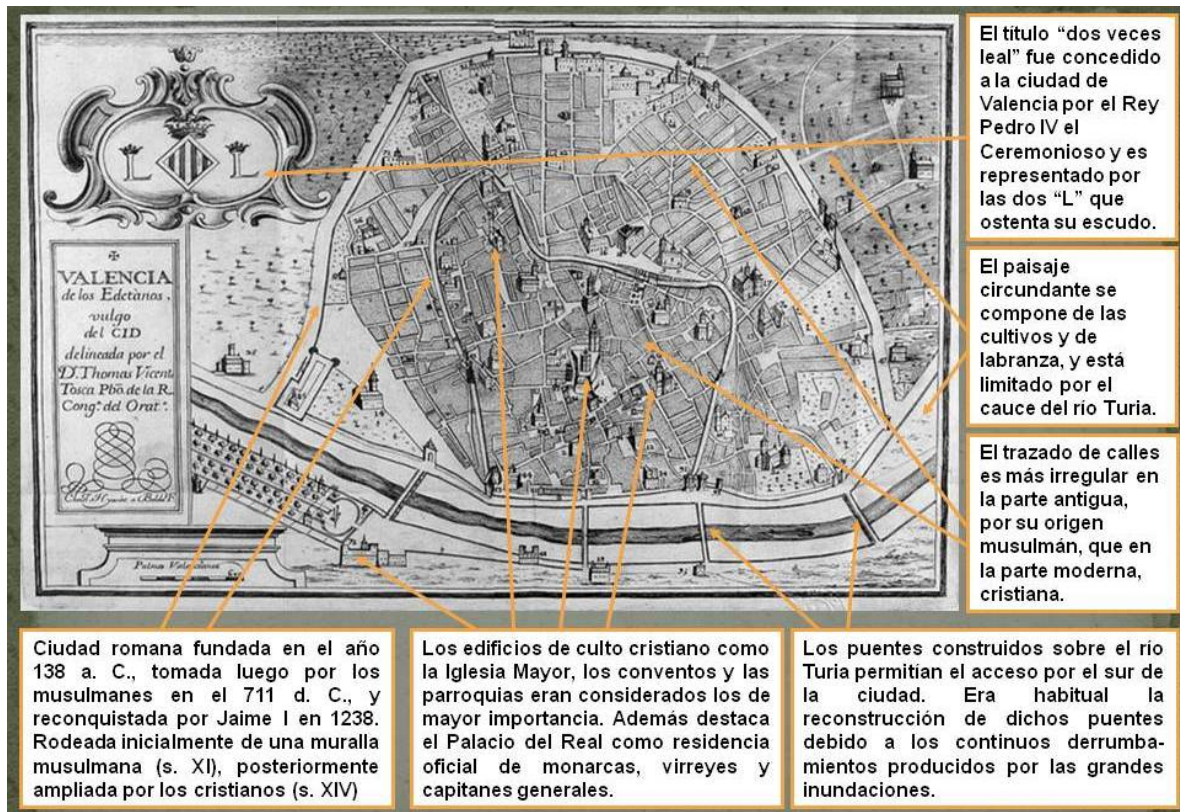 El título “dos veces
leal” fue concedido
a la ciudad de
Valencia por el Rey
Pedro IV el
Ceremonioso y es
representado por
las dos “L” que
ostenta su escudo.
El paisaje
circundante se
compone de las
cultivos y de
labranza, y está
limitado por el
cauce del río Turia.
El trazado de calles
es más irregular en
la parte antigua,
por su origen
musulmán, que en
la parte moderna,
cristiana.
L L
VALENCIA
de los Edetanos,
vulgo
del CID
delineada por el
D. Thomas Vicente
Tosca Pbo. de la R.
Cong. del Orat.
Palmos Valencianos
Ciudad romana fundada en el año
138 a. C., tomada luego por los
musulmanes en el 711 d. C., y
reconquistada por Jaime I en 1238.
Rodeada inicialmente de una muralla
musulmana (s. XI), posteriormente
ampliada por los cristianos (s. XIV)
Los edificios de culto cristiano como
la Iglesia Mayor, los conventos y las
parroquias eran considerados los de
mayor importancia. Además destaca
el Palacio del Real como residencia
oficial de monarcas, virreyes y
capitanes generales.
Los puentes construidos sobre el río
Turia permitían el acceso por el sur de
la ciudad. Era habitual la
reconstrucción de dichos puentes
debido a los continuos derrumba-
mientos producidos por las grandes
inundaciones.